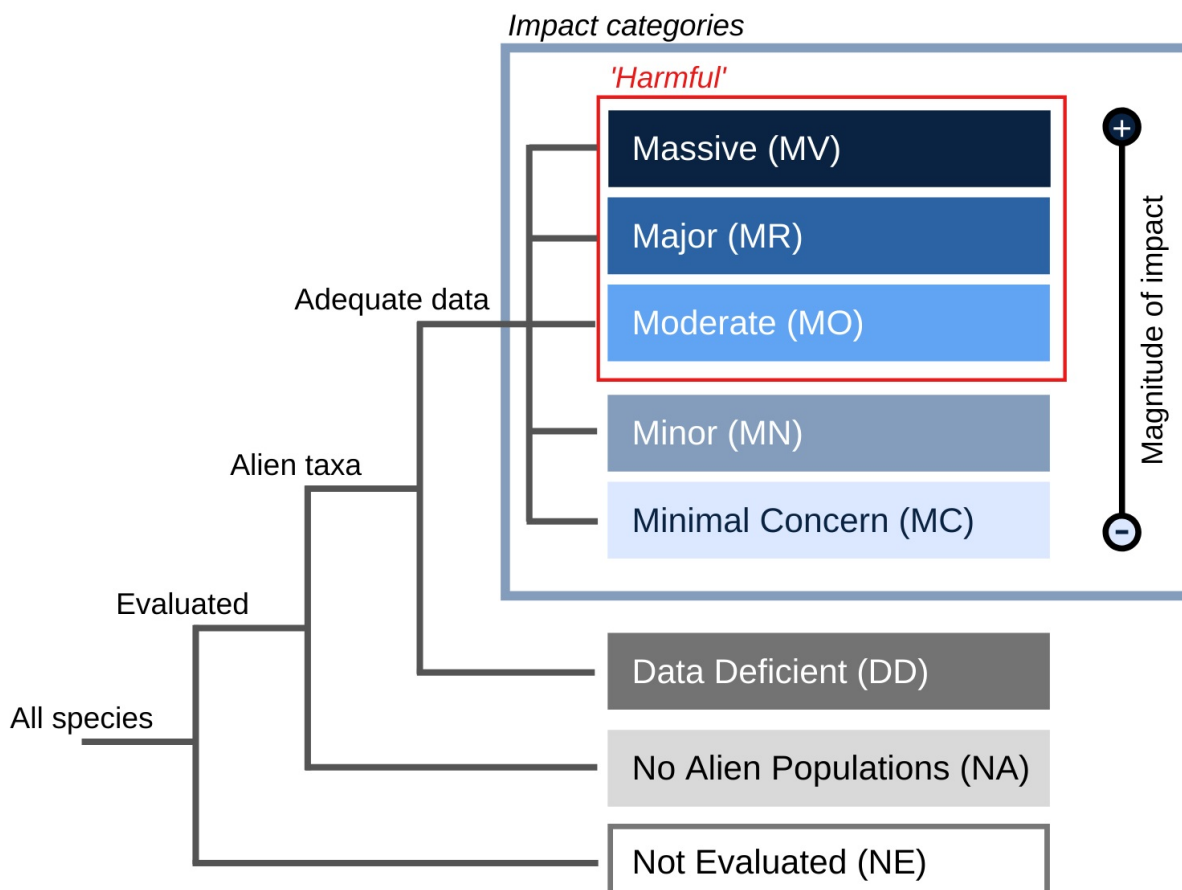 Impact categories
'Harmful'
Massive (MV)
+
Major (MR)
Adequate data
Moderate (MO)
Magnitude of impact
Minor (MN)
Alien taxa
Minimal Concern (MC)
-
Evaluated
Data Deficient (DD)
All species
No Alien Populations (NA)
Not Evaluated (NE)